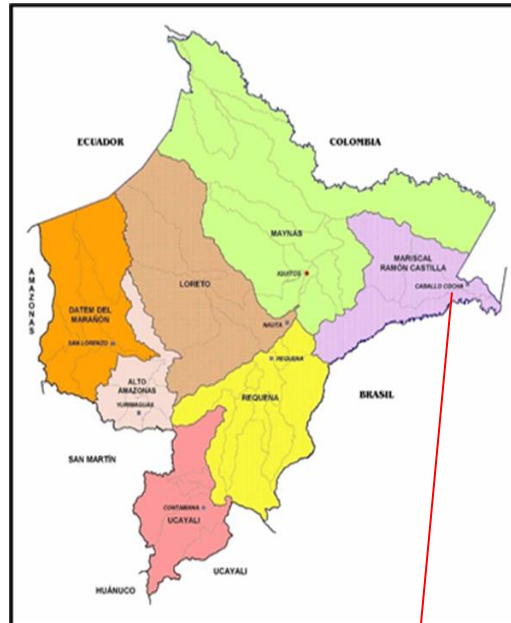 ECUADOR
COLOMBIA
MAYNAS
IQUITOS
MARISCAL
RAMÓN CASTILLA
CABALLO COCHA
AMAZONAS
LORETO
DATEM DEL
MARAÑÓN
SAN LORENZO
NAUTA
REQUENA
ALTO
AMAZONAS
YURIMAGUAS
REQUENA
BRASIL
SAN MARTÍN
CONTAMANA
UCAYALI
UCAYALI
HUÁNUCO